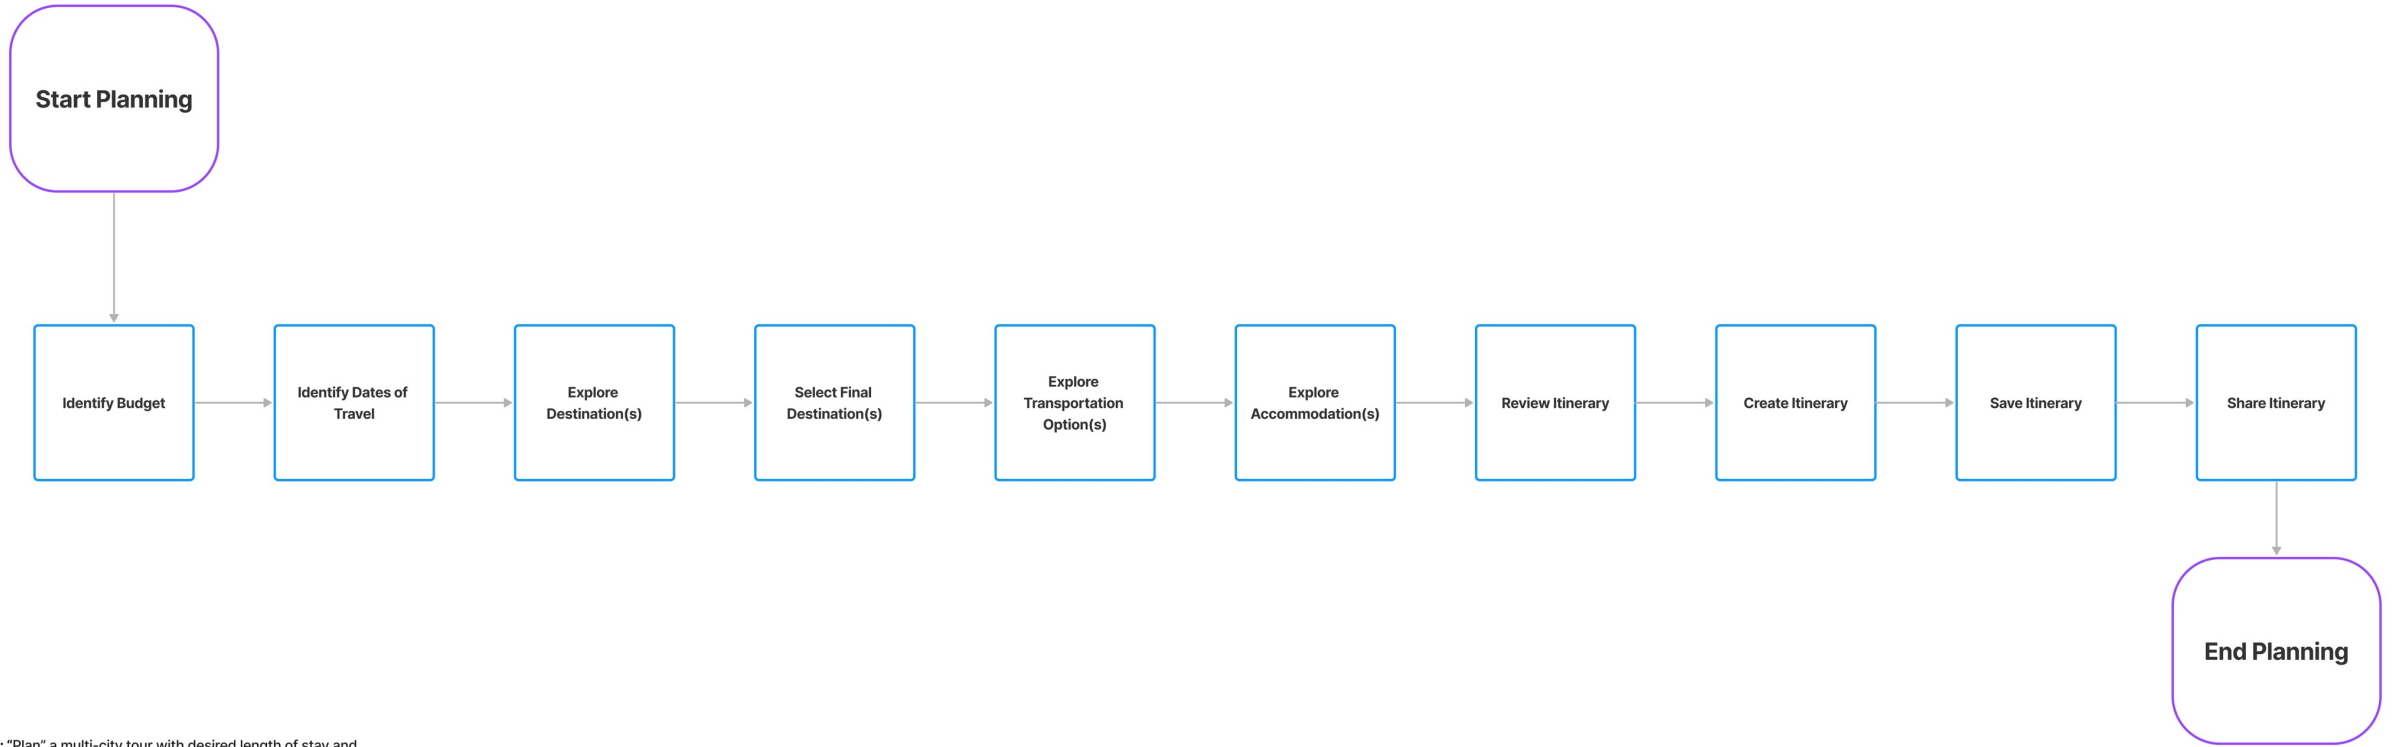 Start Planning
Identify Budget
Identify Dates of
Travel
Explore
Destination(s)
Select Final
Destination(s)
Explore
Transportation
Option(s)
Explore
Accommodation(s)
Review Itinerary
Create Itinerary
Save Itinerary
Share Itinerary
End Planning
: “Plan” a multi-city tour with desired length of stay and